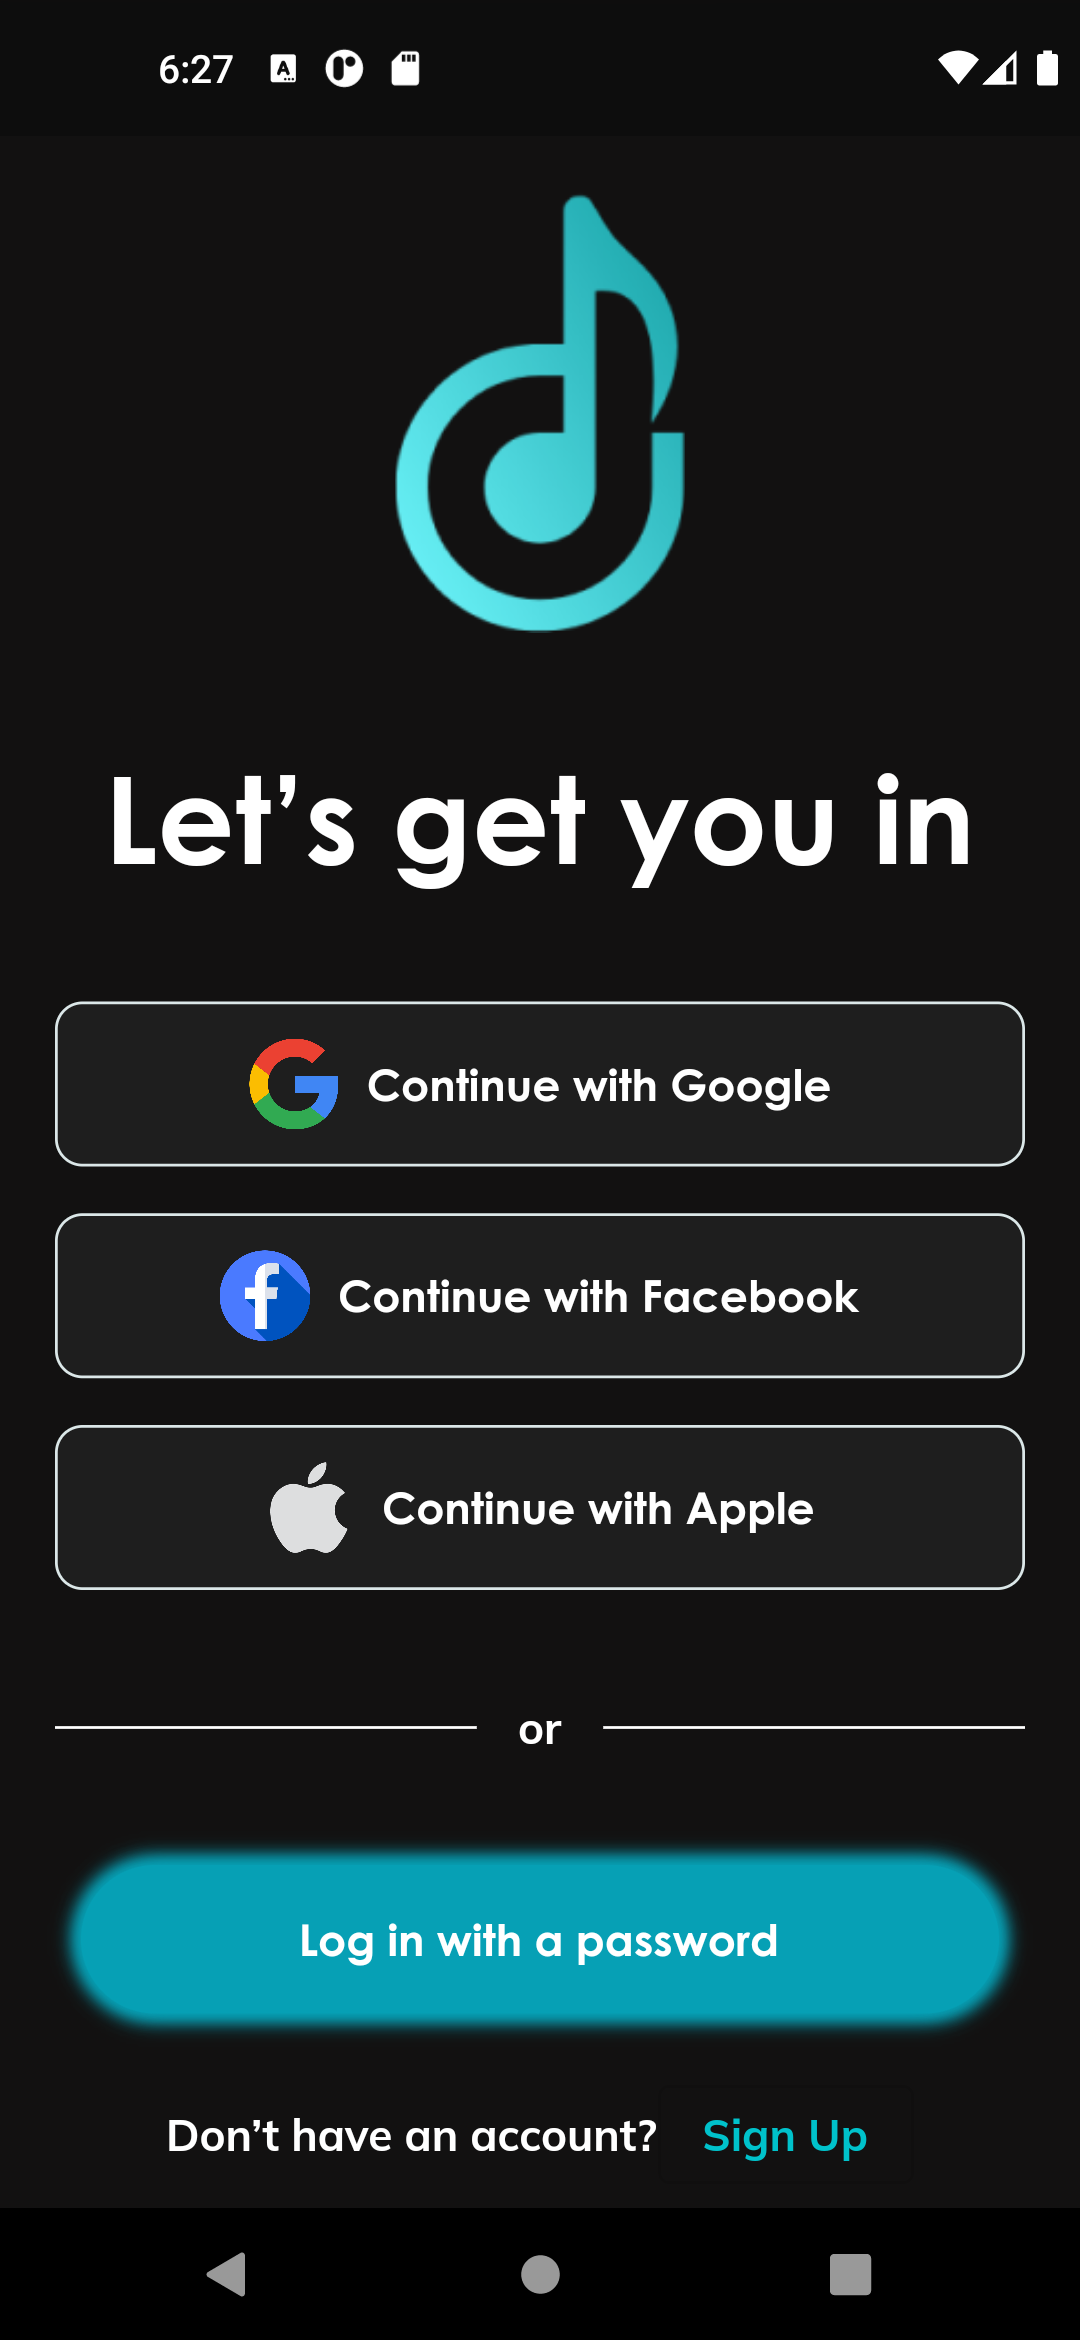 6:27
Let’s get you in
Continue with Google
Continue with Facebook
Continue with Apple
or
Log in with a password
Don’t have an account? Sign Up